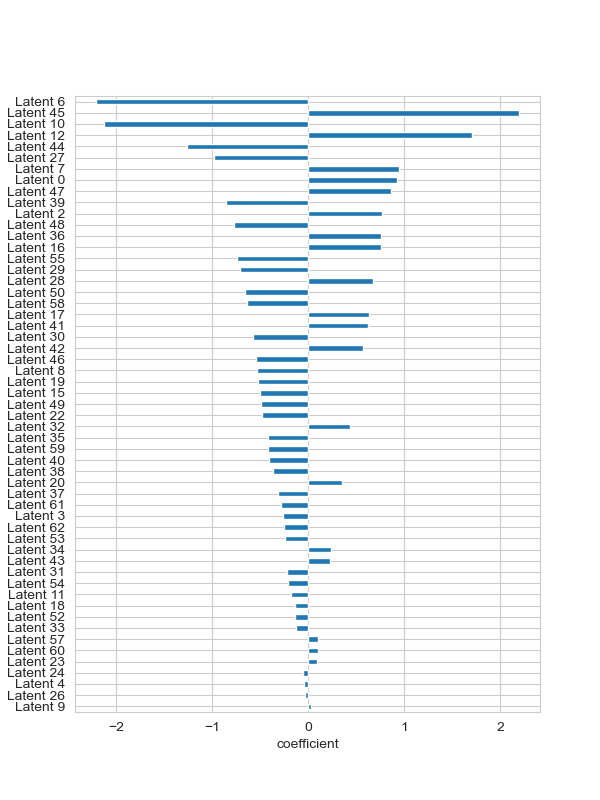 Latent 6
Latent 45
Latent 10
Latent 12
Latent 44
Latent 27
Latent 7
Latent 0
Latent 47
Latent 39
Latent 2
Latent 48
Latent 36
Latent 16
Latent 55
Latent 29
Latent 28
Latent 50
Latent 58
Latent 17
Latent 41
Latent 30
Latent 42
Latent 46
Latent 8
Latent 19
Latent 15
Latent 49
Latent 22
Latent 32
Latent 35
Latent 59
Latent 40
Latent 38
Latent 20
Latent 37
Latent 61
Latent 3
Latent 62
Latent 53
Latent 34
Latent 43
Latent 31
Latent 54
Latent 11
Latent 18
Latent 52
Latent 33
Latent 57
Latent 60
Latent 23
Latent 24
Latent 4
Latent 26
Latent 9
−2 −1 0 1 2
coefficient